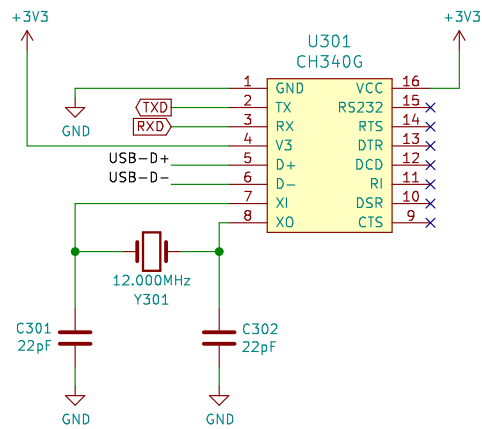 +3V3
+3V3
U301
CH340G
1 GND VCC 16
2 TX RS232 15
3 RX RTS 14
4 V3 DTR 13
5 D+ DCD 12
6 D- RI 11
7 XI DSR 10
8 XO CTS 9
TXD
RXD
GND
USB-D+
USB-D-
12.000MHz
Y301
C301
22pF
C302
22pF
GND
GND